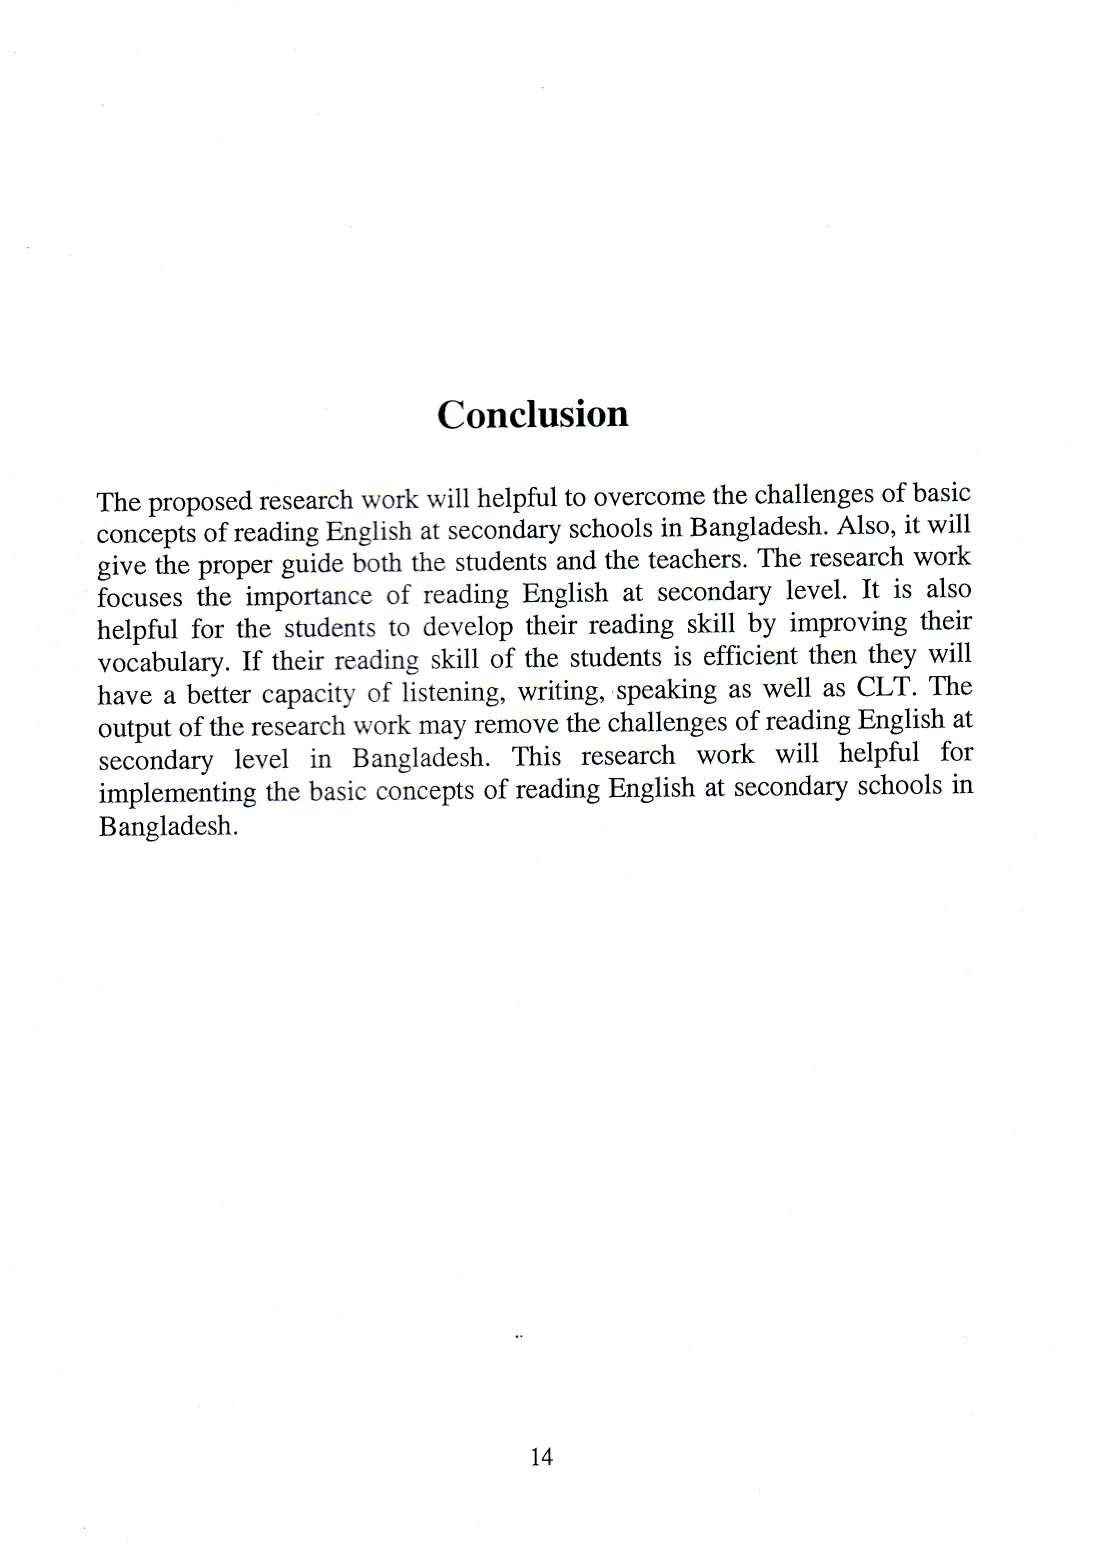 Conclusion
The proposed research work will helpful to overcome the challenges of basic
concepts of reading English at secondary schools in Bangladesh. Also, it will
give the proper guide both the students and the teachers. The research work
focuses the importance of reading English at secondary level. It is also
helpful for the students to develop their reading skill by improving their
vocabulary. If their reading skill of the students is efficient then they will
have a better capacity of listening, writing, speaking as well as CLT. The
output of the research work may remove the challenges of reading English at
secondary level in Bangladesh. This research work will helpful for
implementing the basic concepts of reading English at secondary schools in
Bangladesh.
14